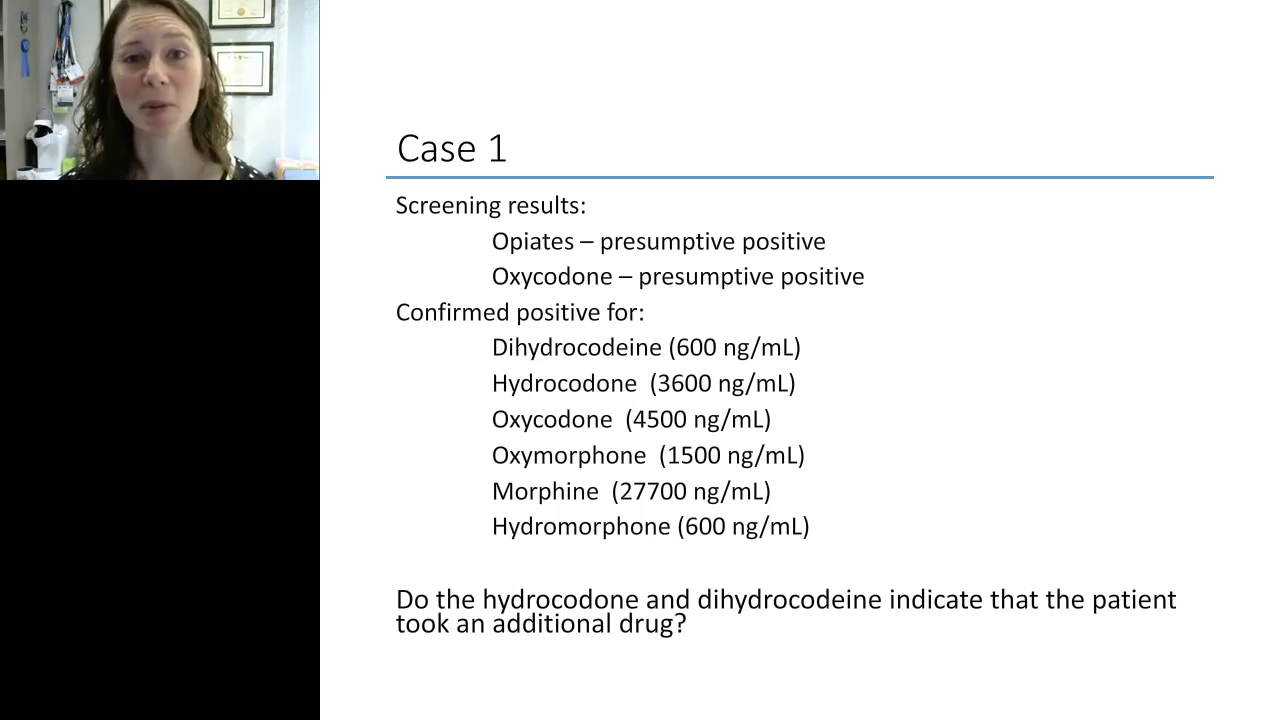 Case 1
Screening results:
Opiates – presumptive positive
Oxycodone – presumptive positive
Confirmed positive for:
Dihydrocodeine (600 ng/mL)
Hydrocodone (3600 ng/mL)
Oxycodone (4500 ng/mL)
Oxymorphone (1500 ng/mL)
Morphine (27700 ng/mL)
Hydromorphone (600 ng/mL)
Do the hydrocodone and dihydrocodeine indicate that the patient
took an additional drug?